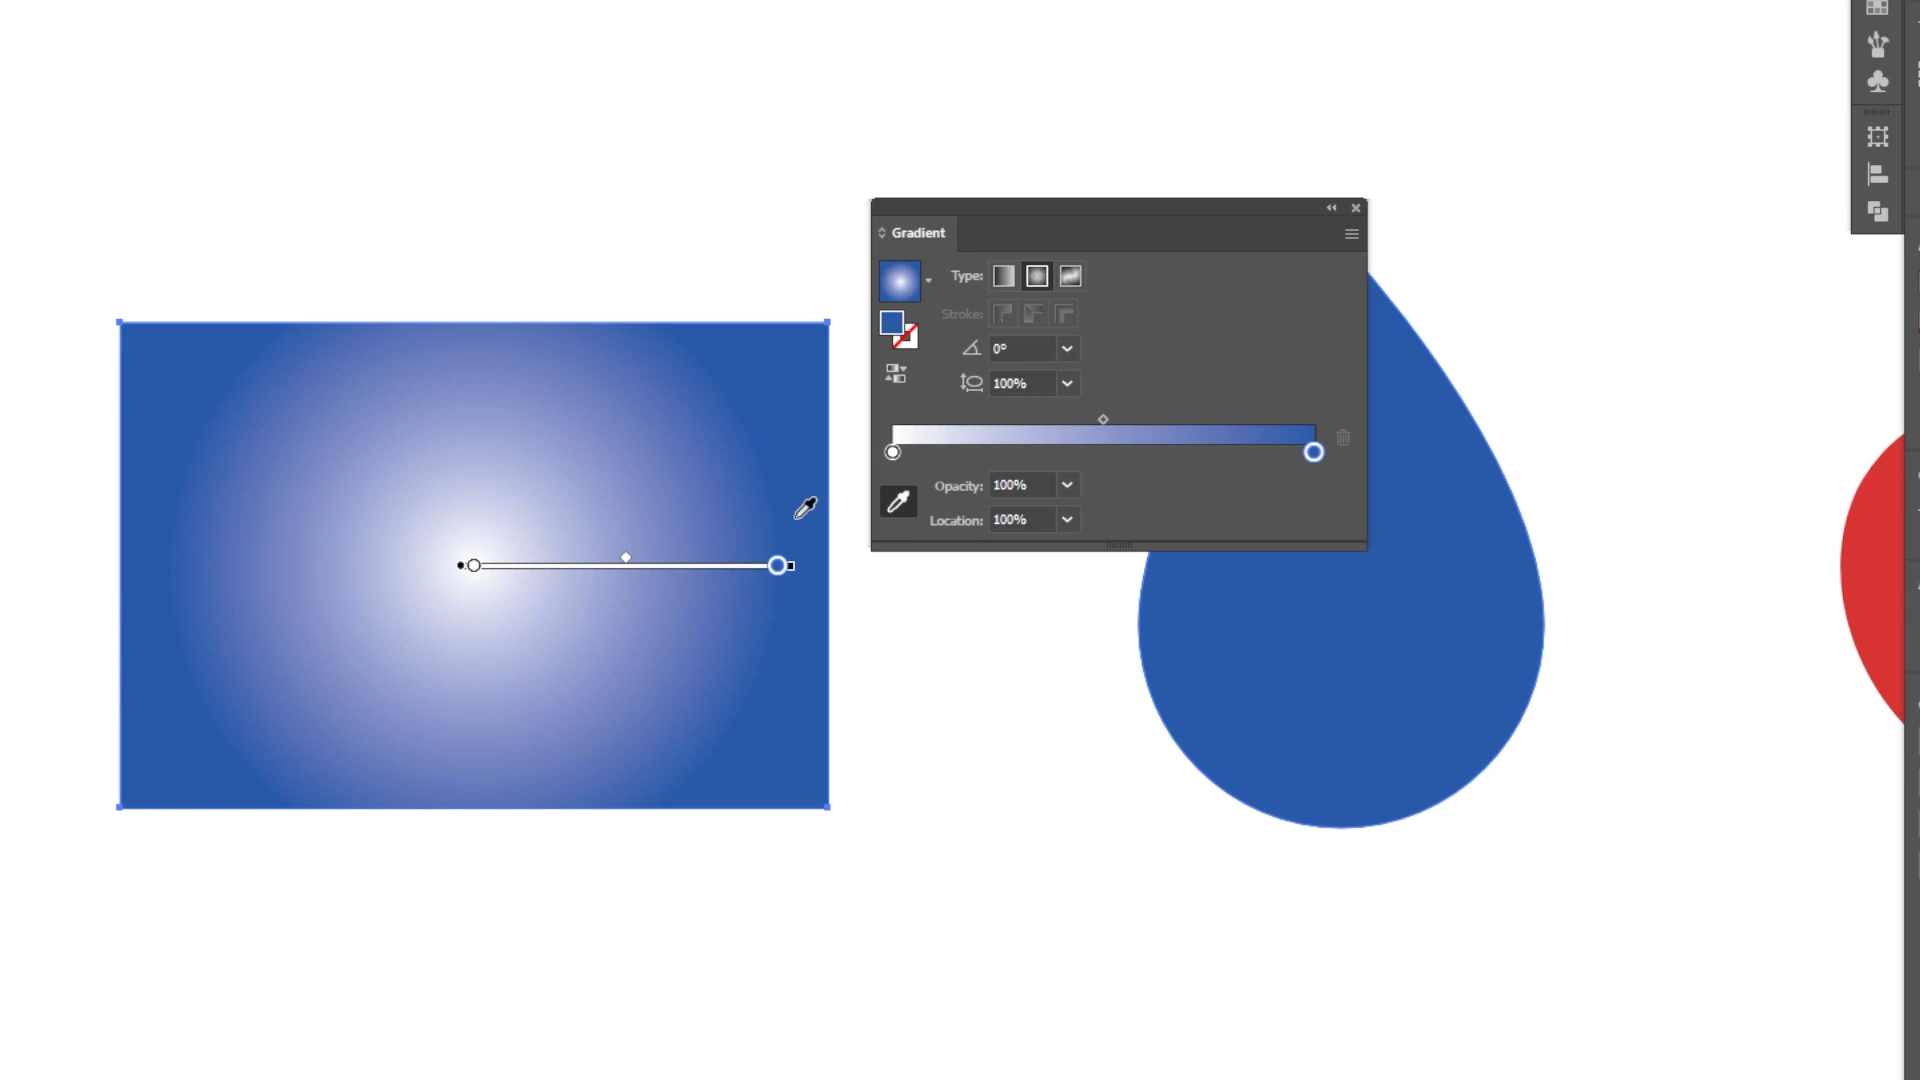 Gradient
Type:
Stroke:
0°
100%
Opacity: 100%
Location: 100%